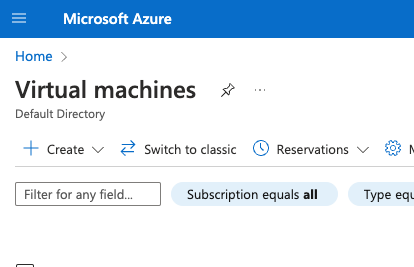 Microsoft Azure
Home
Virtual machines
Default Directory
Create Switch to classic Reservations
Filter for any field... Subscription equals all Type equ